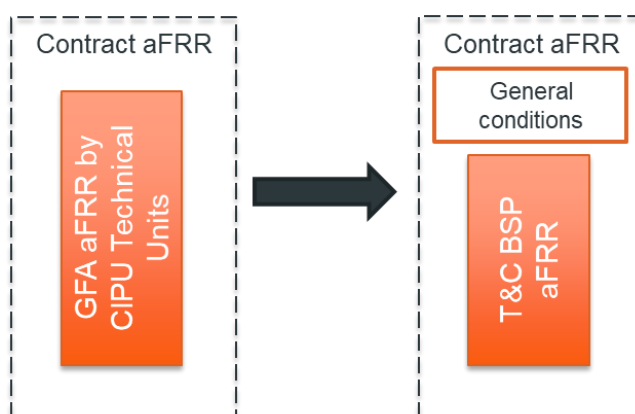 Contract aFRR
GFA aFRR by
CIPU Technical
Units
Contract aFRR
General
conditions
T&C BSP
aFRR